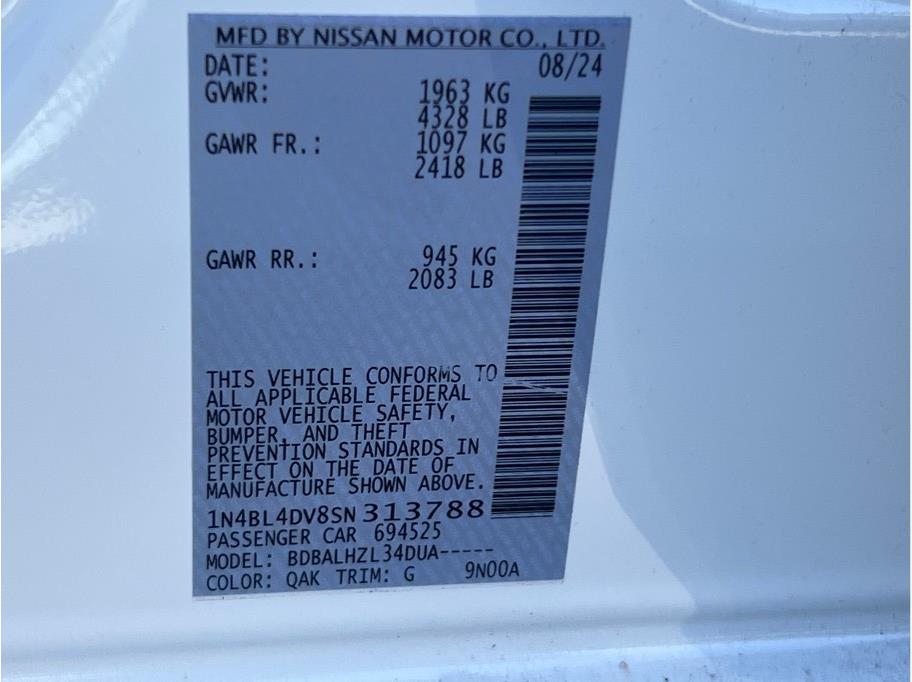 MFD BY NISSAN MOTOR CO., LTD.
DATE: 08/24
GVWR: 1963 KG
4328 LB
GAWR FR.: 1097 KG
2418 LB
GAWR RR.: 945 KG
2083 LB
THIS VEHICLE CONFORMS TO
ALL APPLICABLE FEDERAL
MOTOR VEHICLE SAFETY,
BUMPER, AND THEFT
PREVENTION STANDARDS IN
EFFECT ON THE DATE OF
MANUFACTURE SHOWN ABOVE.
1N4BL4DV8SN313788
PASSENGER CAR 694525
MODEL: BDBALHZL34DUA-----
COLOR: QAK TRIM: G 9N00A